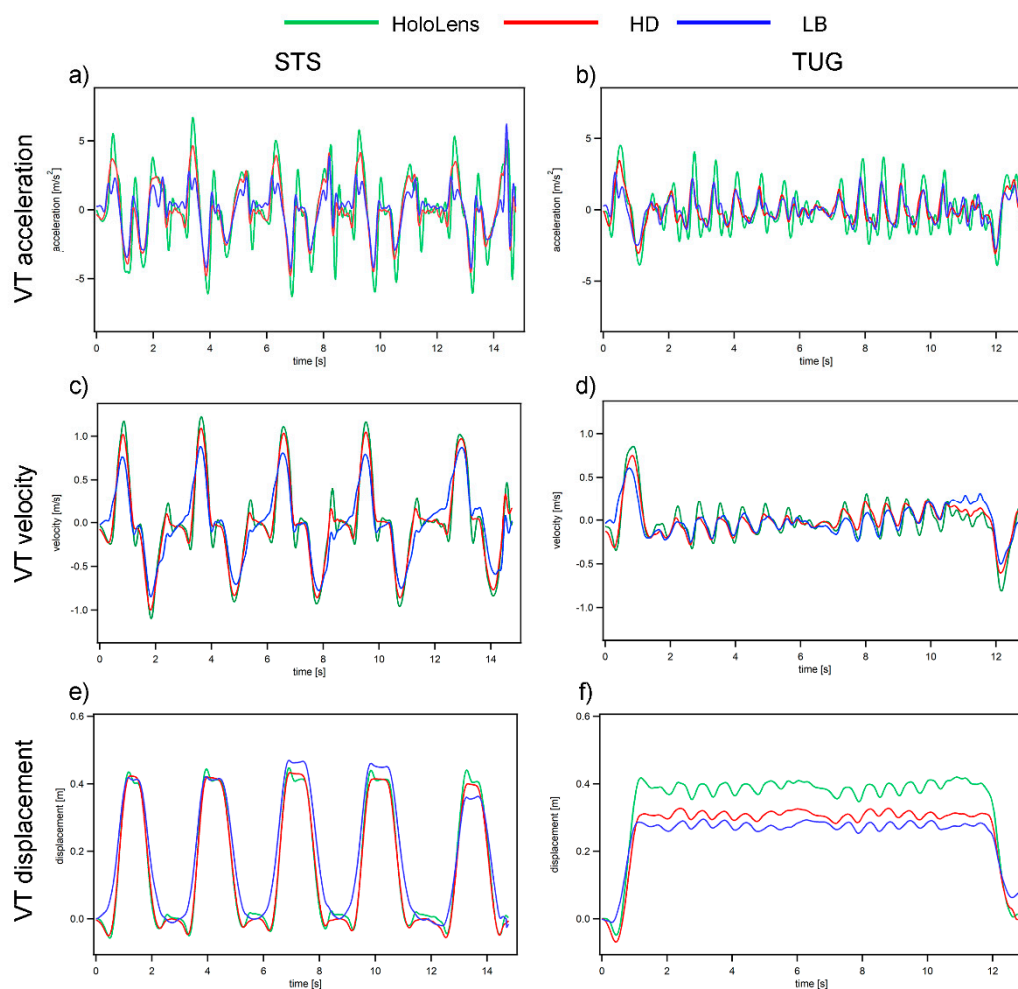 HoloLens HD LB
STS TUG
a)
b)
VT acceleration
acceleration [m/s²]
5
0
-5
0 2 4 6 8 10 12 14
time [s]
acceleration [m/s²]
5
0
-5
0 2 4 6 8 10 12
time [s]
c)
d)
VT velocity
velocity [m/s]
1.0
0.5
0.0
-0.5
-1.0
0 2 4 6 8 10 12 14
time [s]
velocity [m/s]
1.0
0.5
0.0
-0.5
-1.0
0 2 4 6 8 10 12
time [s]
e)
f)
VT displacement
displacement [m]
0.6
0.4
0.2
0.0
0 2 4 6 8 10 12 14
time [s]
displacement [m]
0.6
0.4
0.2
0.0
0 2 4 6 8 10 12
time [s]